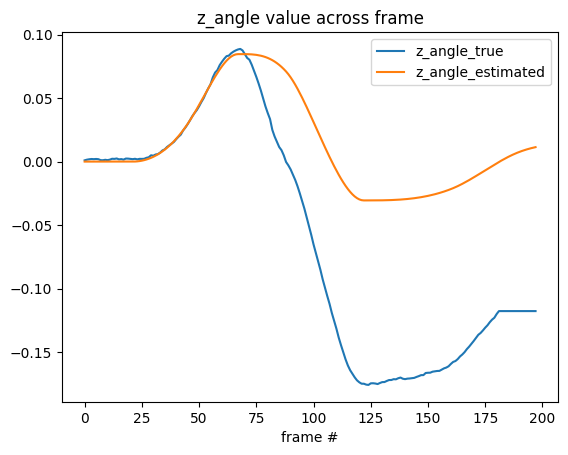 z_angle value across frame
z_angle_true
z_angle_estimated
0.10
0.05
0.00
−0.05
−0.10
−0.15
0 25 50 75 100 125 150 175 200
frame #